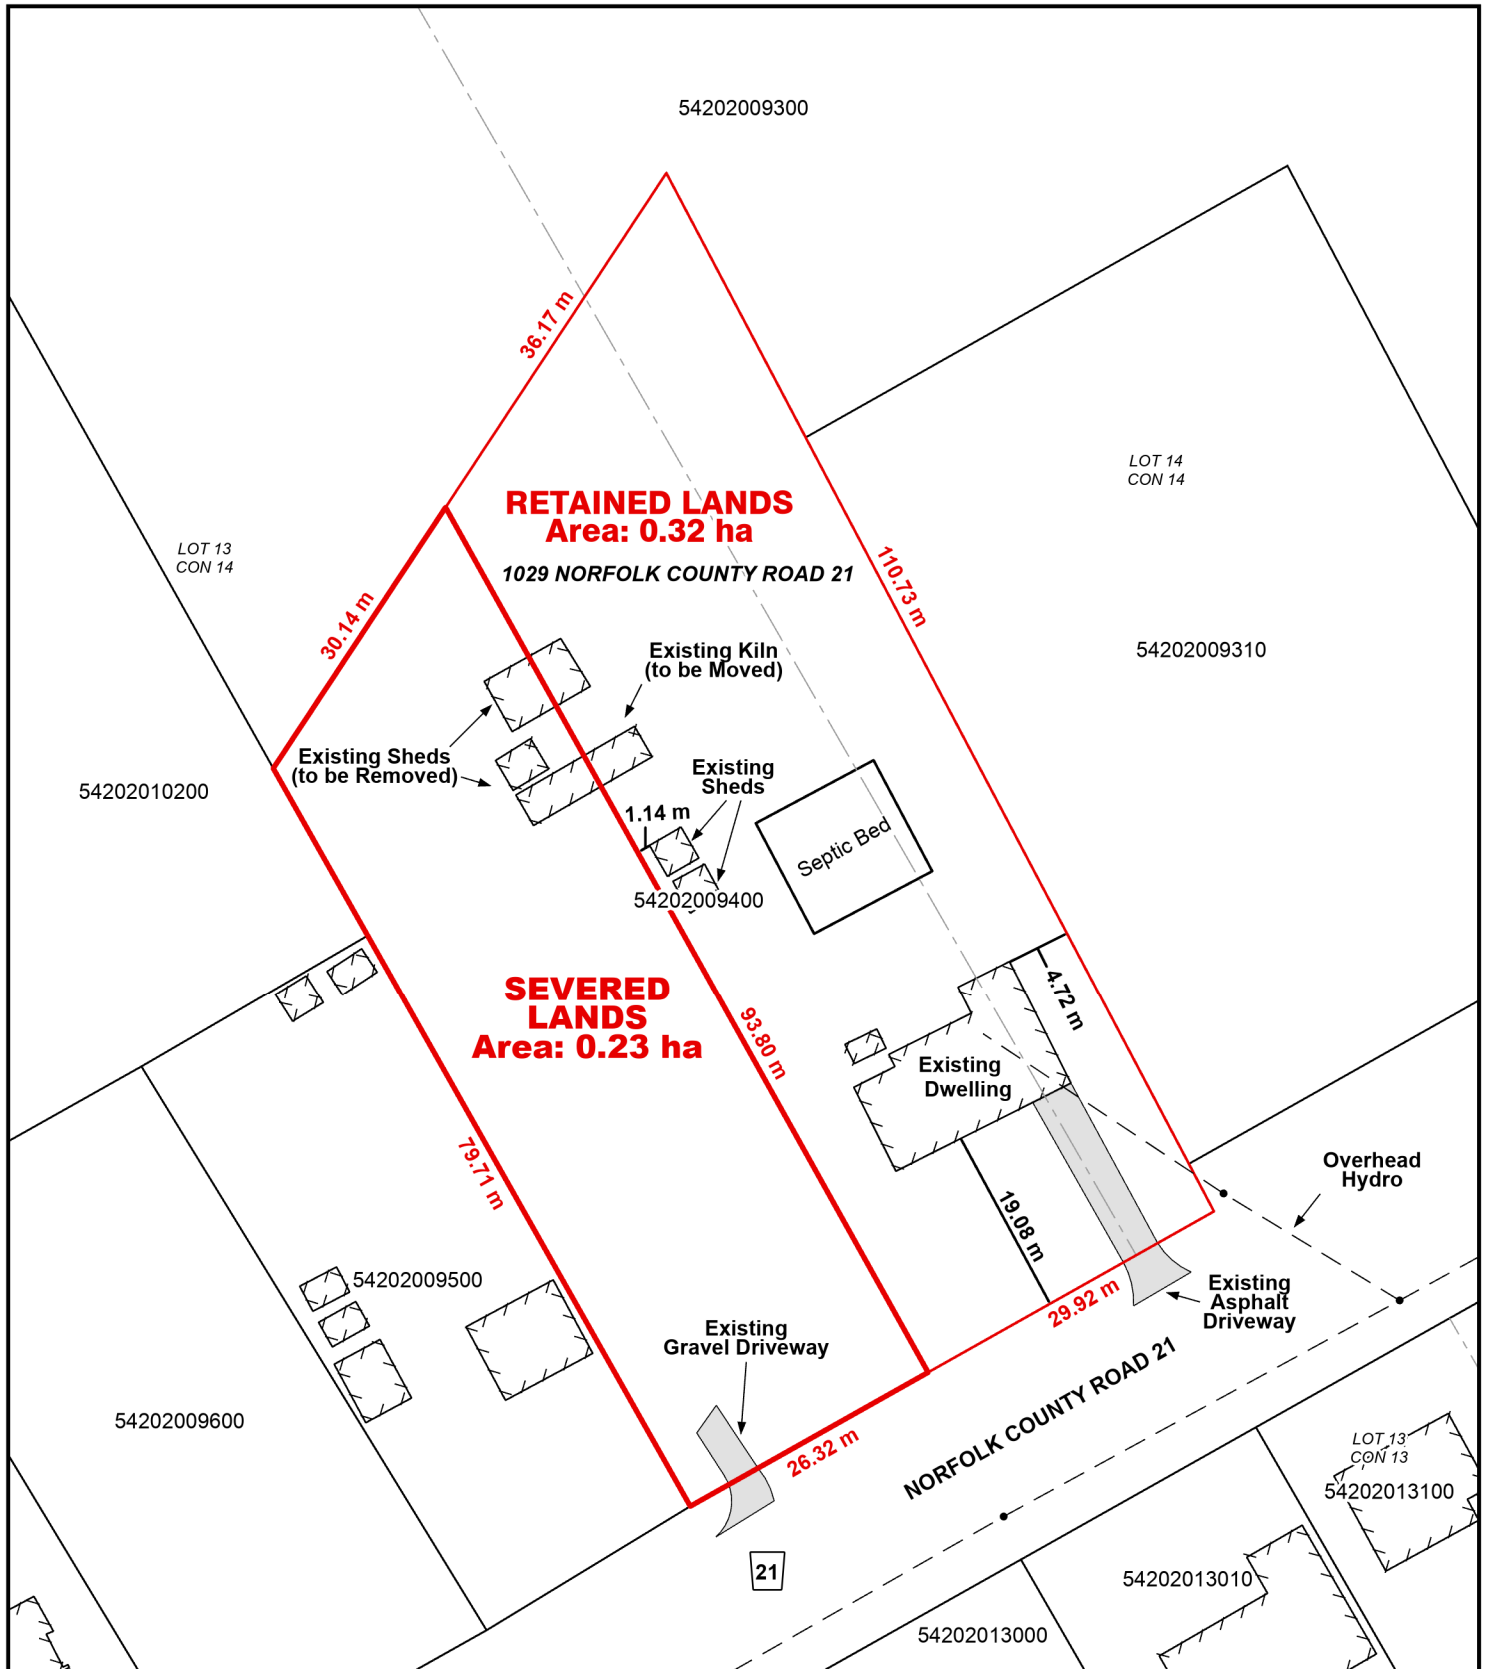 54202009300
36.17 m
LOT 14
CON 14
RETAINED LANDS
Area: 0.32 ha
1029 NORFOLK COUNTY ROAD 21
110.73 m
LOT 13
CON 14
30.14 m
54202009310
Existing Kiln
(to be Moved)
Existing Sheds
(to be Removed)
54202010200
Existing
Sheds
1.14 m
Septic Bed
54202009400
SEVERED
LANDS
Area: 0.23 ha
93.80 m
4.72 m
Existing
Dwelling
79.71 m
19.08 m
Overhead
Hydro
54202009500
Existing
Asphalt
Driveway
29.92 m
Existing
Gravel Driveway
54202009600
26.32 m
NORFOLK COUNTY ROAD 21
LOT 13
CON 13
54202013100
21
54202013010
54202013000